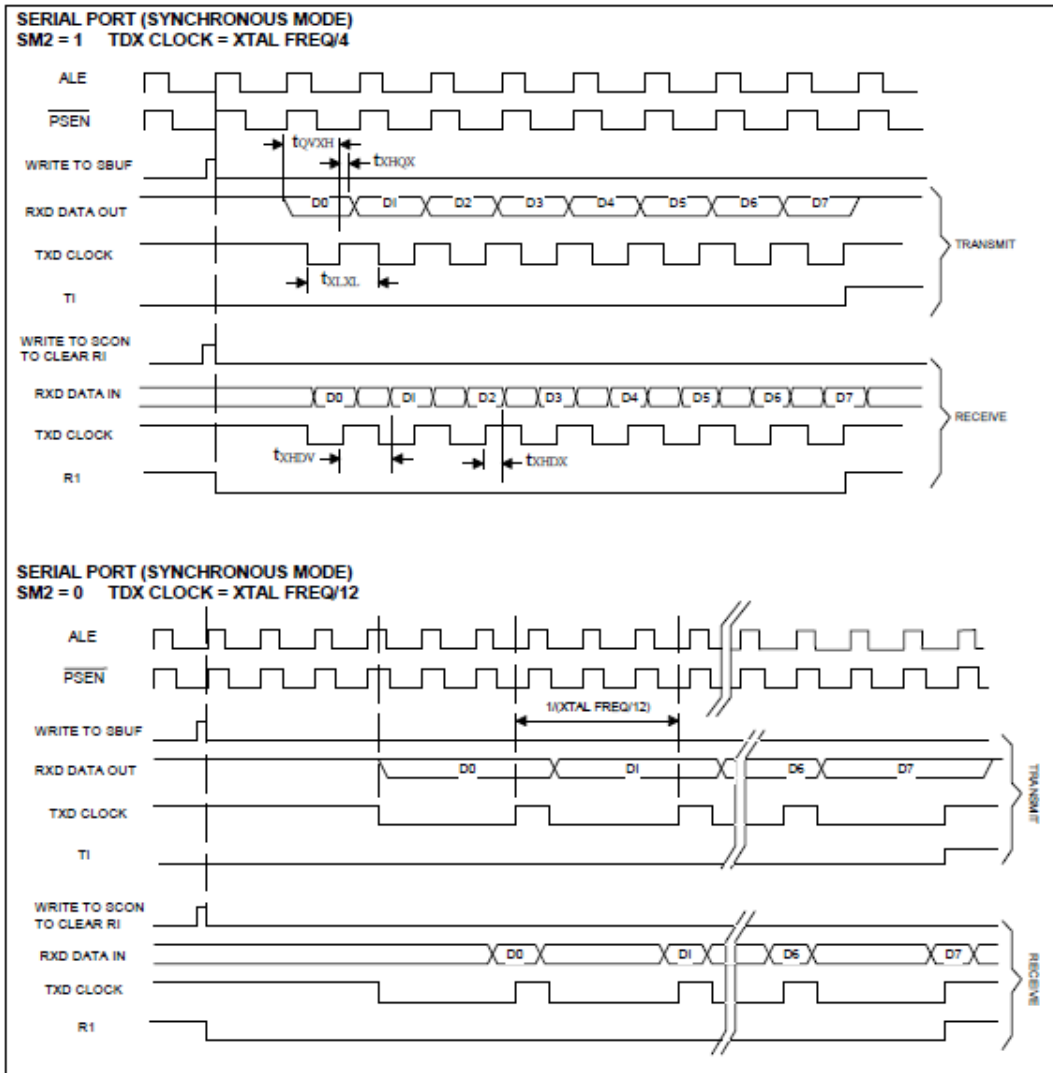 SERIAL PORT (SYNCHRONOUS MODE)
SM2 = 1 TDX CLOCK = XTAL FREQ/4
ALE
PSEN
tQVXH
tXHQX
WRITE TO SBUF
RXD DATA OUT
D0 D1 D2 D3 D4 D5 D6 D7
TXD CLOCK
TRANSMIT
tXLXL
TI
WRITE TO SCON
TO CLEAR RI
RXD DATA IN
D0 D1 D2 D3 D4 D5 D6 D7
TXD CLOCK
RECEIVE
tXHDV
tXHDX
R1
SERIAL PORT (SYNCHRONOUS MODE)
SM2 = 0 TDX CLOCK = XTAL FREQ/12
ALE
PSEN
1/(XTAL FREQ/12)
WRITE TO SBUF
RXD DATA OUT
D0 D1 D6 D7
TXD CLOCK
TRANSMIT
TI
WRITE TO SCON
TO CLEAR RI
RXD DATA IN
D0 D1 D6 D7
TXD CLOCK
RECEIVE
R1